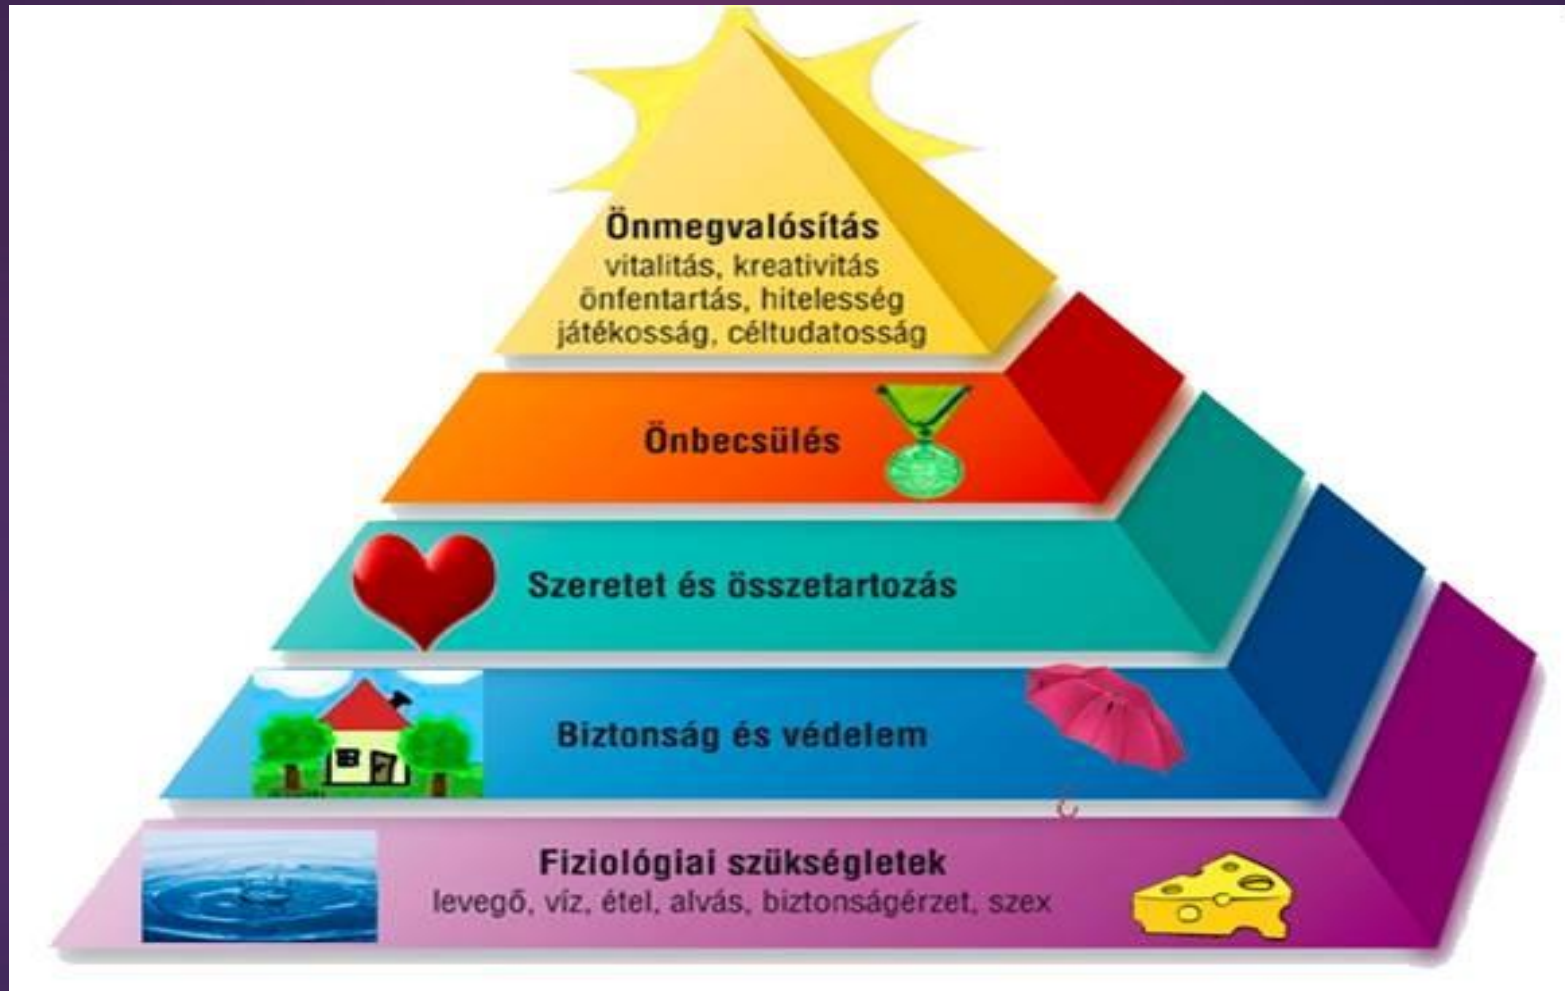 Önmegvalósítás
vitalitás, kreativitás
önfentartás, hitelesség
játékosság, céltudatosság
Önbecsülés
Szeretet és összetartozás
Biztonság és védelem
Fiziológiai szükségletek
levegő, víz, étel, alvás, biztonságérzet, szex